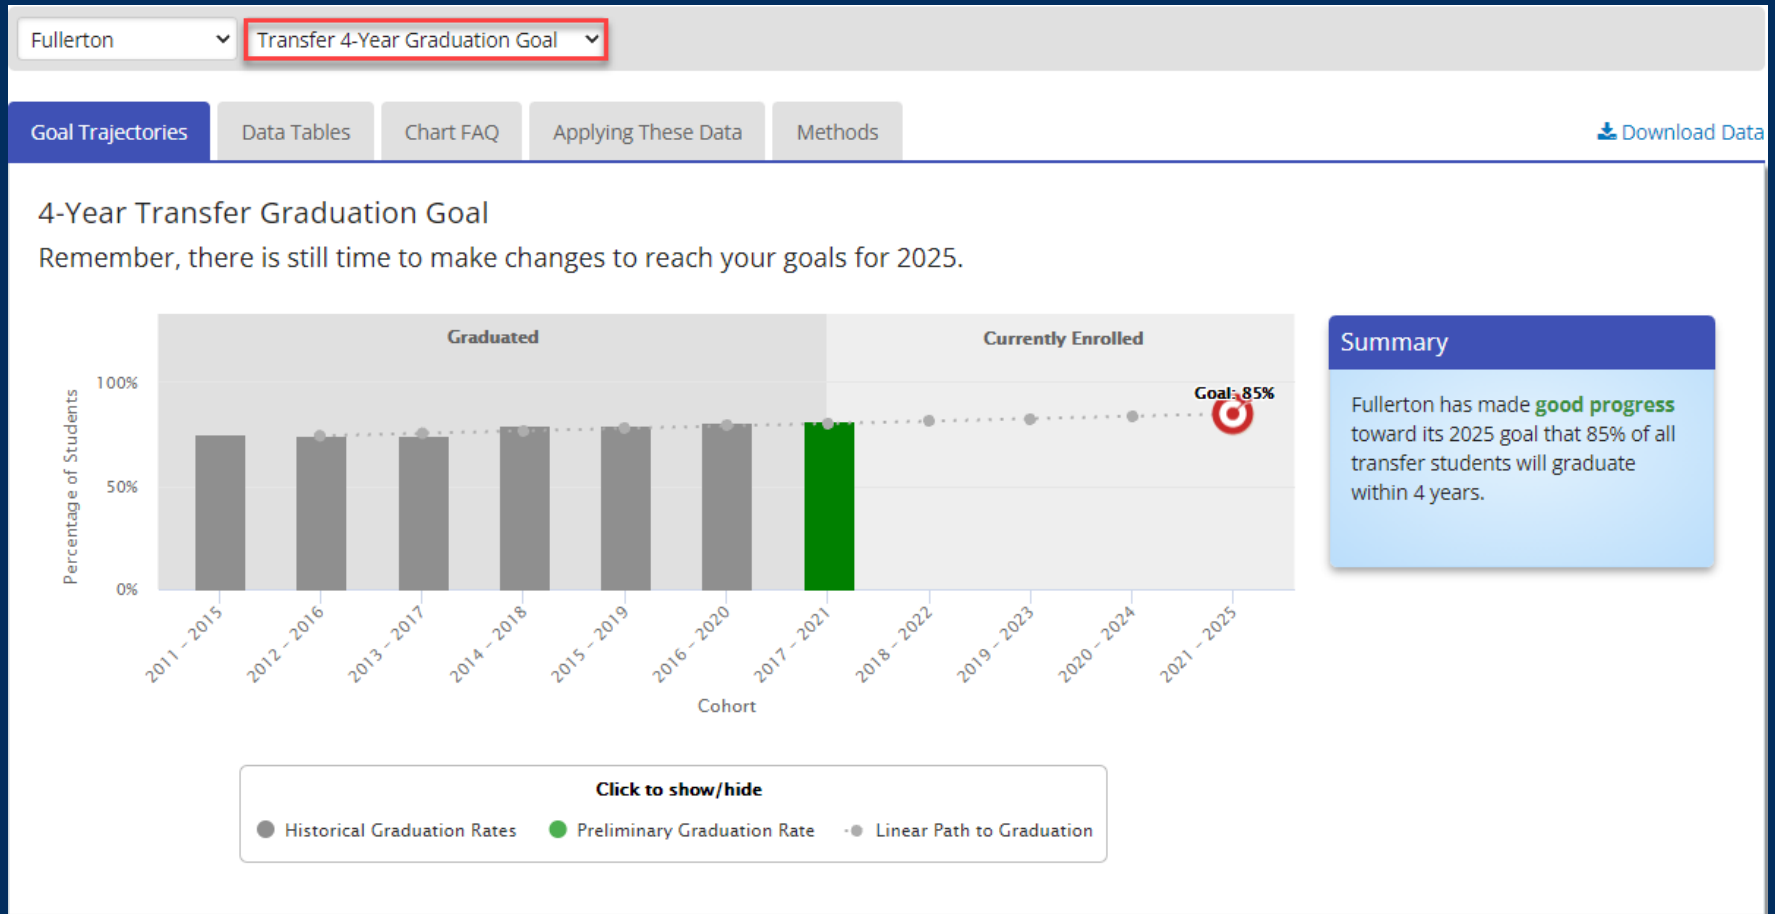 Fullerton
Transfer 4-Year Graduation Goal
Goal Trajectories
Data Tables
Chart FAQ
Applying These Data
Methods
Download Data
4-Year Transfer Graduation Goal
Remember, there is still time to make changes to reach your goals for 2025.
Graduated
Currently Enrolled
Goal: 85%
Percentage of Students
100%
50%
0%
2011 - 2015
2012 - 2016
2013 - 2017
2014 - 2018
2015 - 2019
2016 - 2020
2017 - 2021
2018 - 2022
2019 - 2023
2020 - 2024
2021 - 2025
Cohort
Summary
Fullerton has made good progress
toward its 2025 goal that 85% of all
transfer students will graduate
within 4 years.
Click to show/hide
Historical Graduation Rates
Preliminary Graduation Rate
Linear Path to Graduation